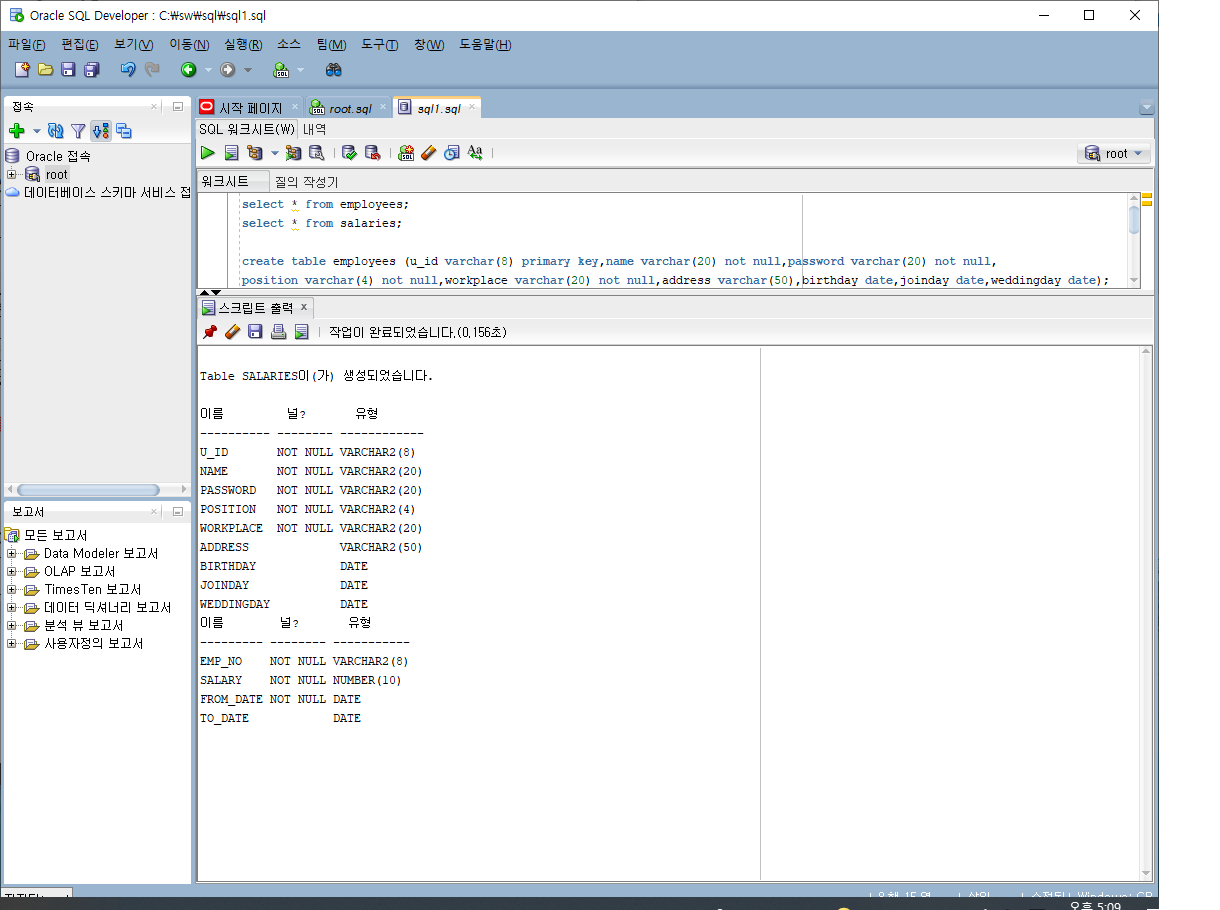 Oracle SQL Developer : C:₩sw₩sql₩sql1.sql
파일(F) 편집(E) 보기(V) 이동(N) 실행(R) 소스 팀(M) 도구(T) 창(W) 도움말(H)
접속
시작 페이지 root.sql sql1.sql
SQL 워크시트(W) 내역
root
Oracle 접속
root
데이터베이스 스키마 서비스 접
워크시트 질의 작성기
select * from employees;
select * from salaries;
create table employees (u_id varchar(8) primary key,name varchar(20) not null,password varchar(20) not null,
position varchar(4) not null,workplace varchar(20) not null,address varchar(50),birthday date,joinday date,weddingday date);
스크립트 출력
작업이 완료되었습니다.(0.156초)
Table SALARIES이(가) 생성되었습니다.
이름 널? 유형
---------- -------- ------------
U_ID NOT NULL VARCHAR2(8)
NAME NOT NULL VARCHAR2(20)
PASSWORD NOT NULL VARCHAR2(20)
POSITION NOT NULL VARCHAR2(4)
WORKPLACE NOT NULL VARCHAR2(20)
ADDRESS VARCHAR2(50)
BIRTHDAY DATE
JOINDAY DATE
WEDDINGDAY DATE
이름 널? 유형
--------- -------- -----------
EMP_NO NOT NULL VARCHAR2(8)
SALARY NOT NULL NUMBER(10)
FROM_DATE NOT NULL DATE
TO_DATE DATE
보고서
모든 보고서
Data Modeler 보고서
OLAP 보고서
TimesTen 보고서
데이터 딕셔너리 보고서
분석 뷰 보고서
사용자정의 보고서
오후 5:09